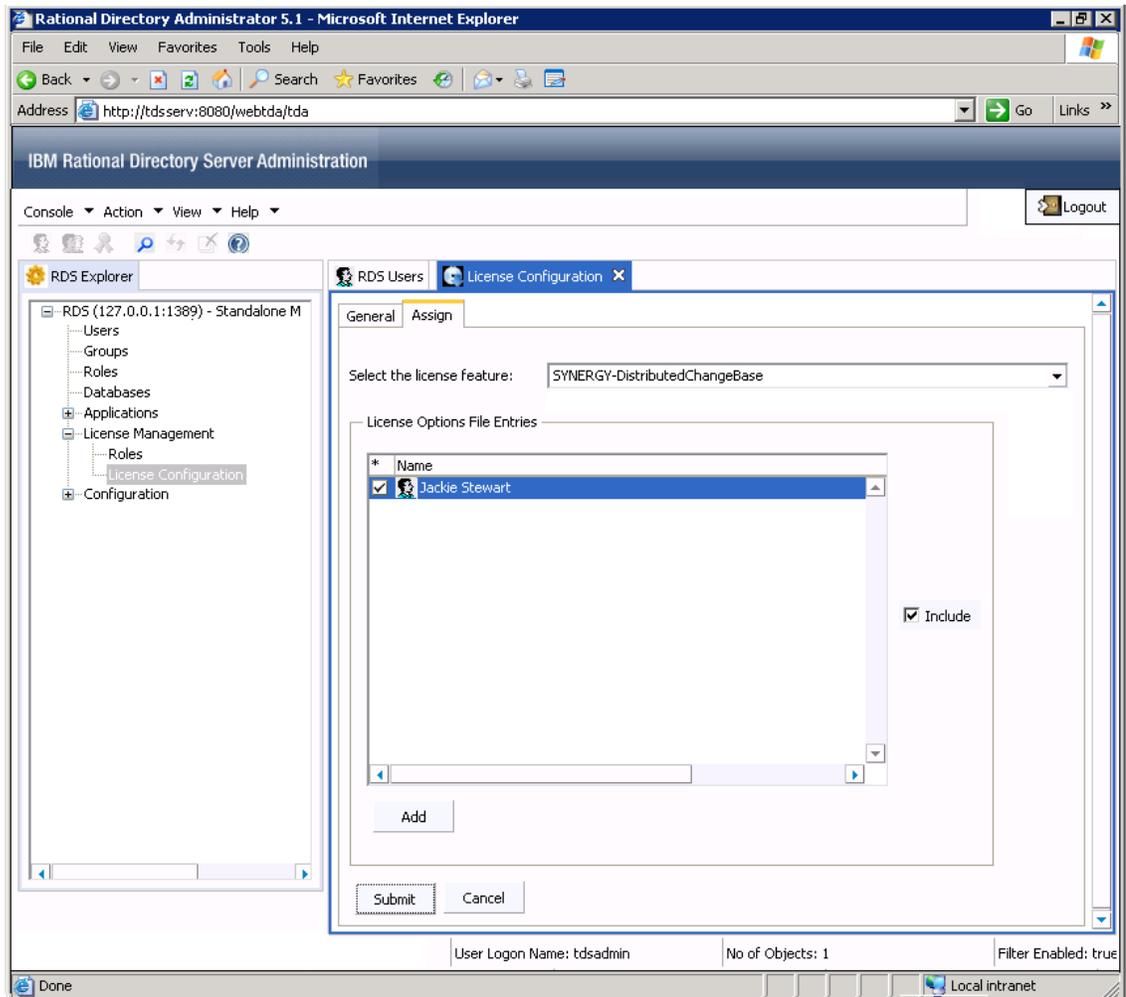 Rational Directory Administrator 5.1 - Microsoft Internet Explorer
File Edit View Favorites Tools Help
Back Search Favorites
Address http://tdsserv:8080/webtda/tda Go Links »
IBM Rational Directory Server Administration
Console Action View Help
Logout
RDS Explorer
RDS (127.0.0.1:1389) - Standalone M
Users
Groups
Roles
Databases
Applications
License Management
Roles
License Configuration
Configuration
RDS Users License Configuration X
General Assign
Select the license feature: SYNERGY-DistributedChangeBase
License Options File Entries
* Name
Jackie Stewart
Include
Add
Submit Cancel
User Logon Name: tdsadmin No of Objects: 1 Filter Enabled: true
Done Local intranet